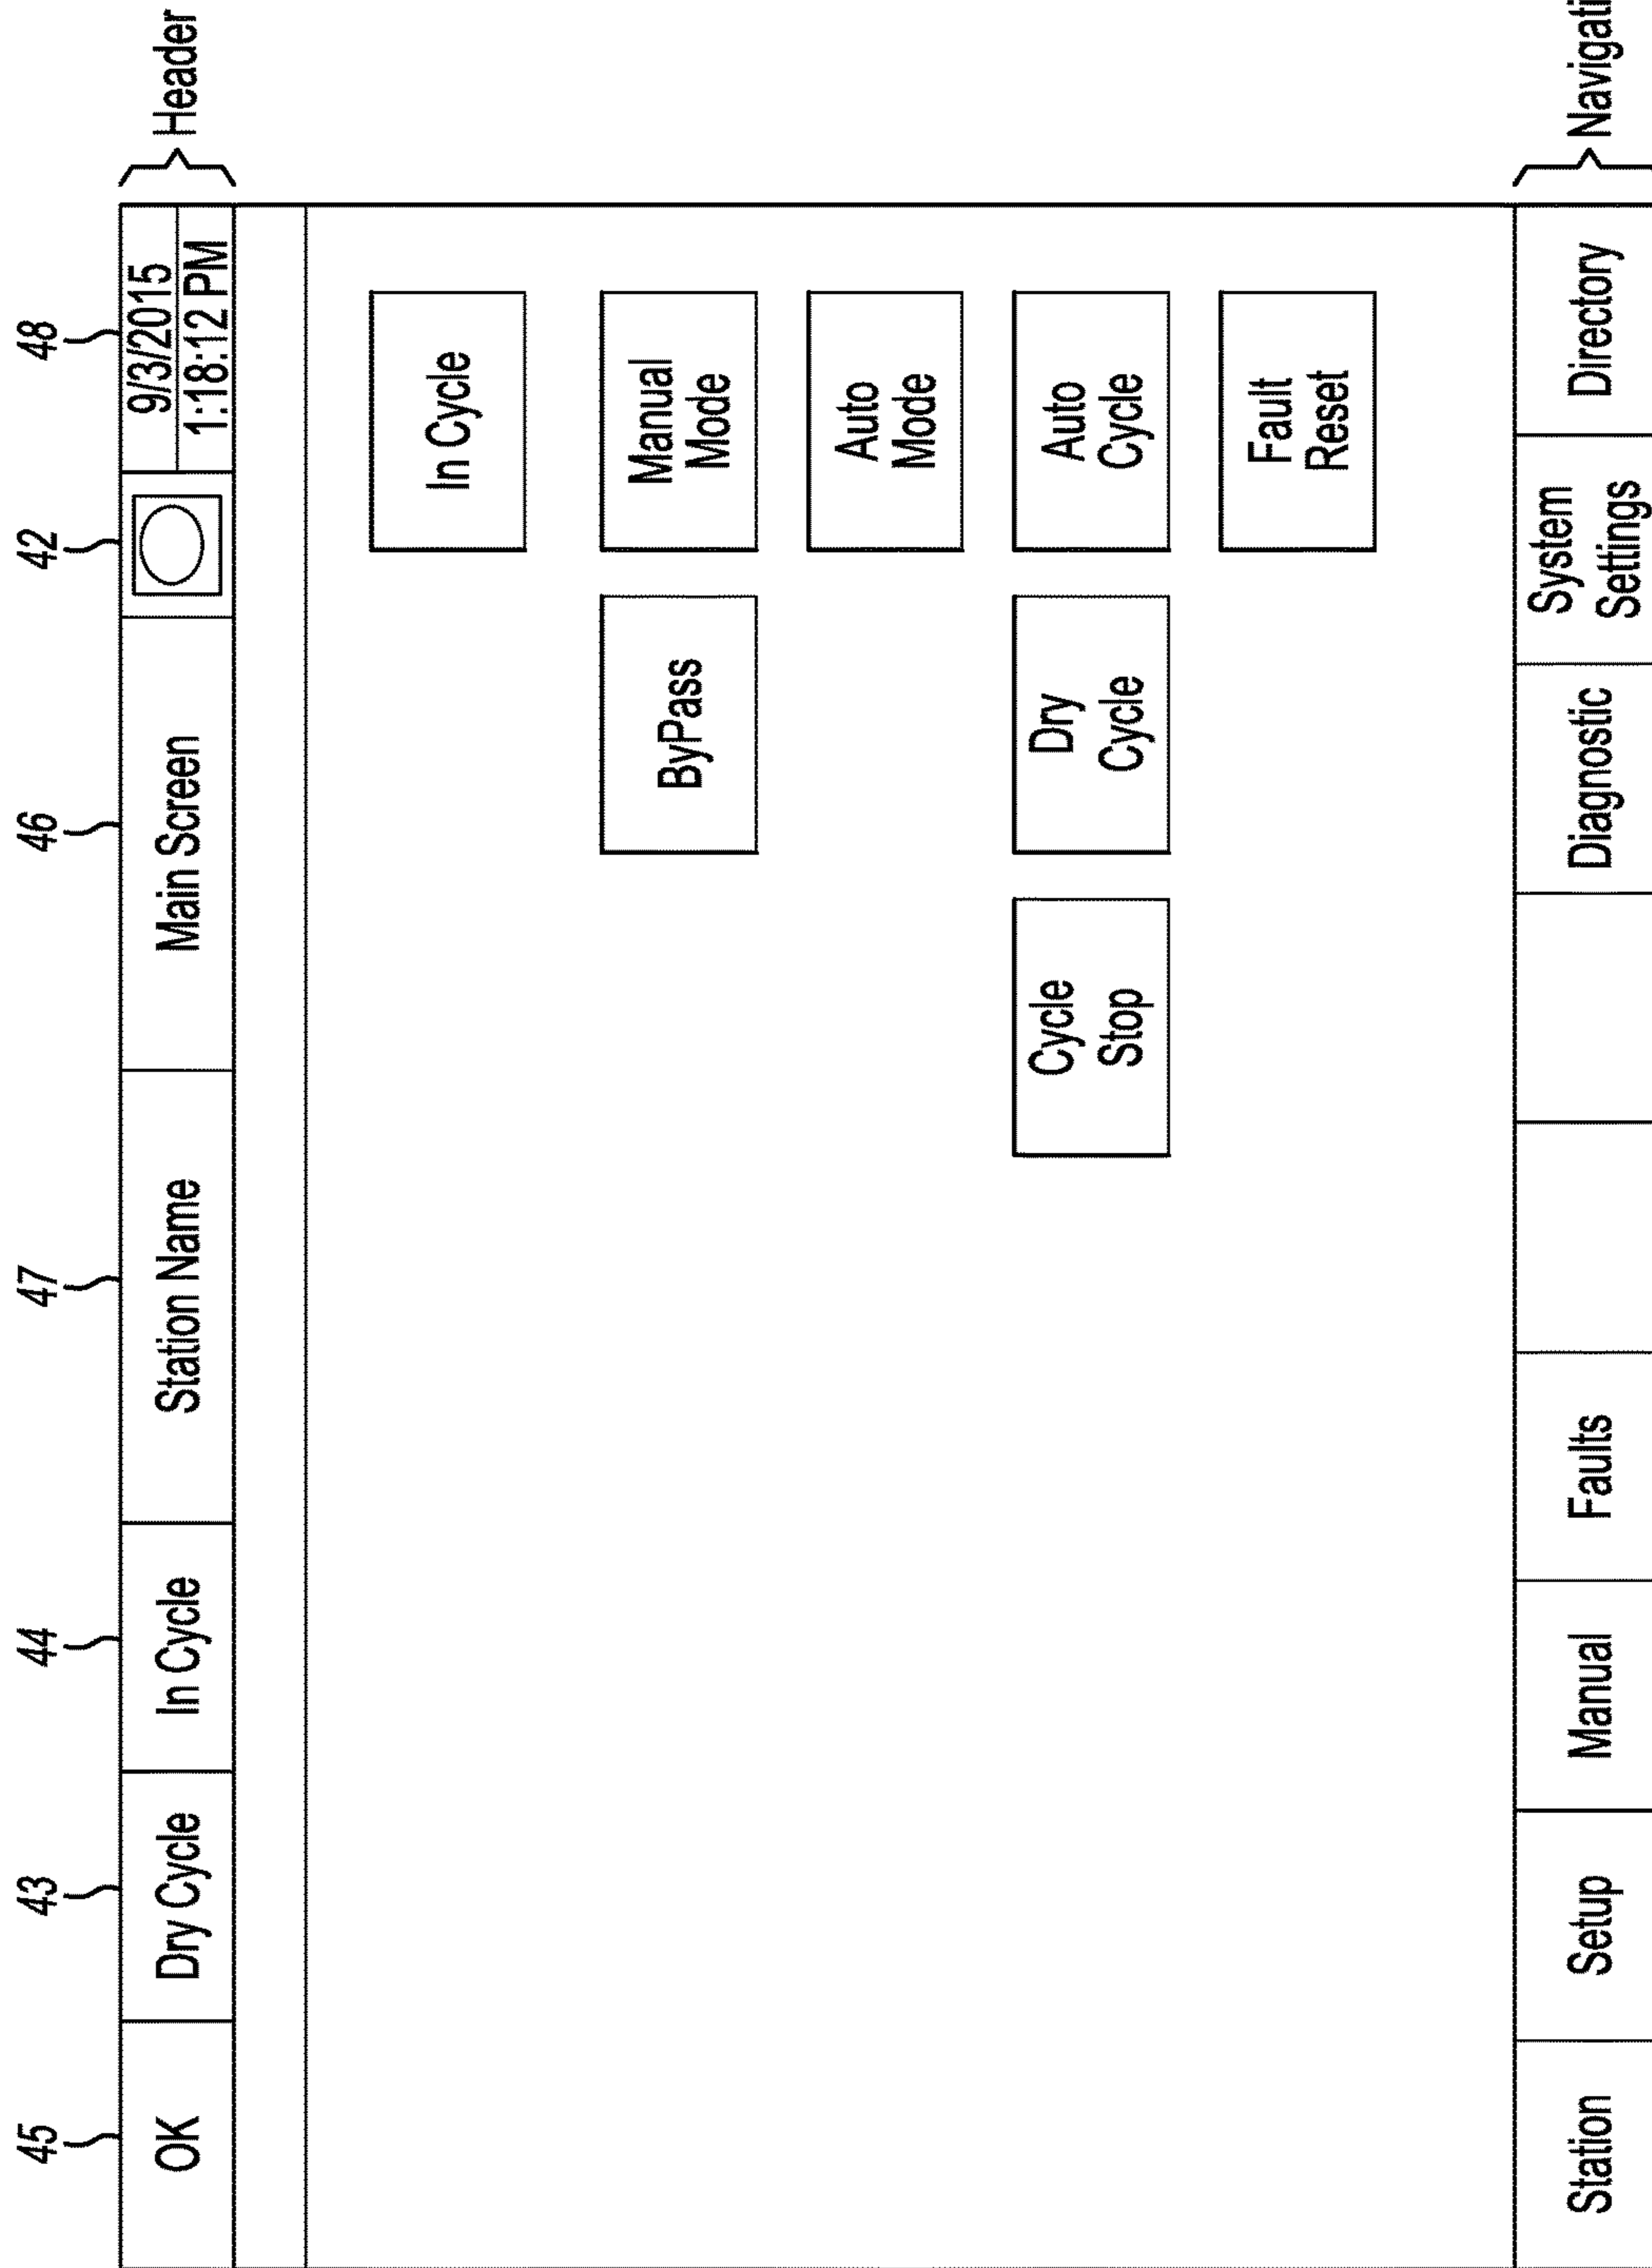 45
43
44
47
46
42
48
OK
Dry Cycle
In Cycle
Station Name
Main Screen
9/3/2015
1:18:12 PM
Header
In Cycle
ByPass
Manual
Mode
Auto
Mode
Cycle
Stop
Dry
Cycle
Auto
Cycle
Fault
Reset
Station
Setup
Manual
Faults
Diagnostic
System
Settings
Directory
Navigati